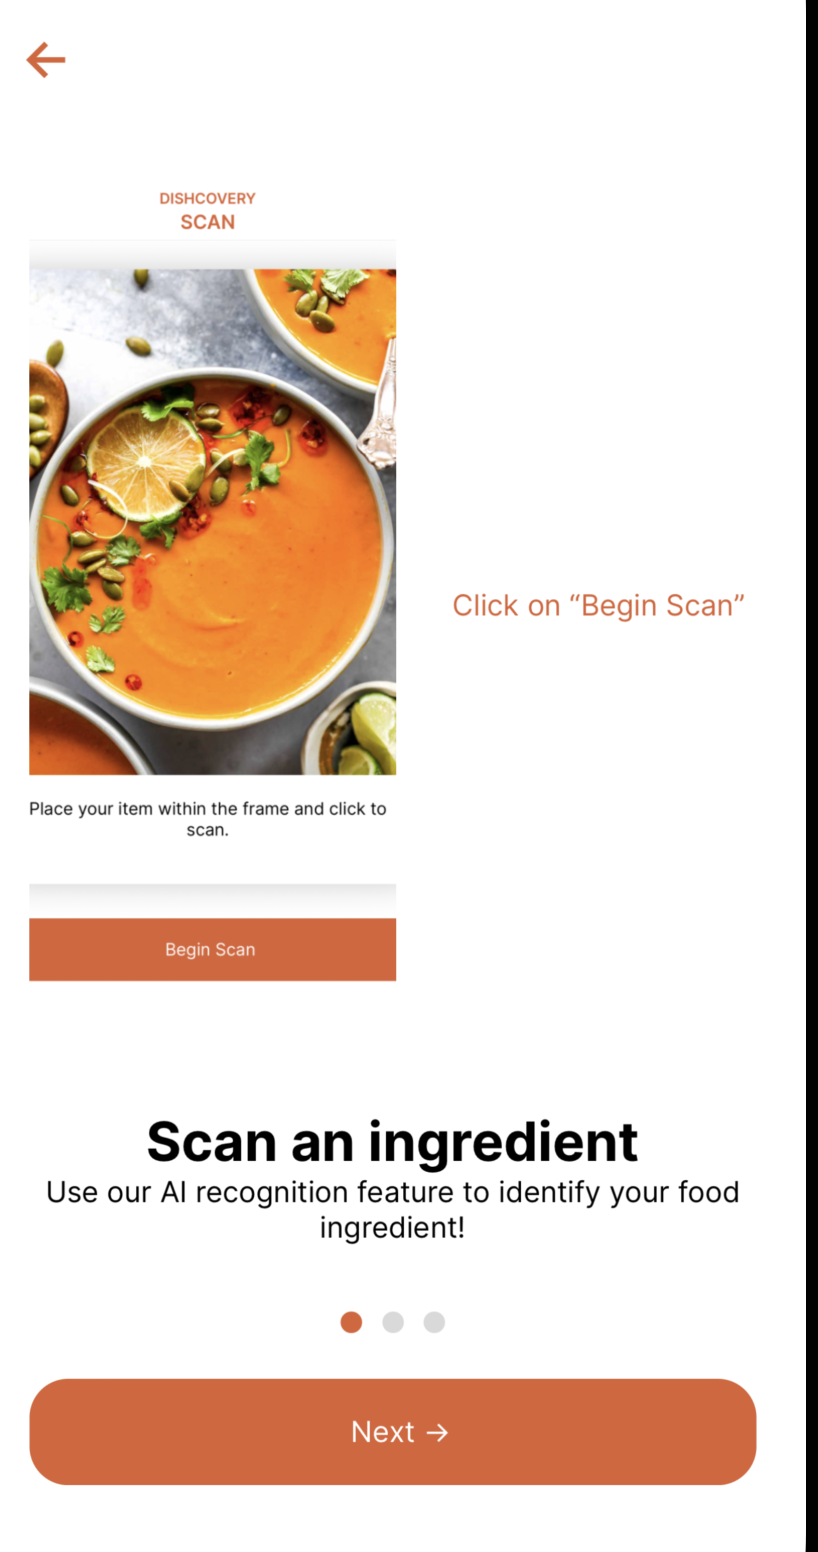 DISHCOVERY
SCAN
Click on “Begin Scan”
Place your item within the frame and click to
scan.
Begin Scan
Scan an ingredient
Use our AI recognition feature to identify your food
ingredient!
Next →